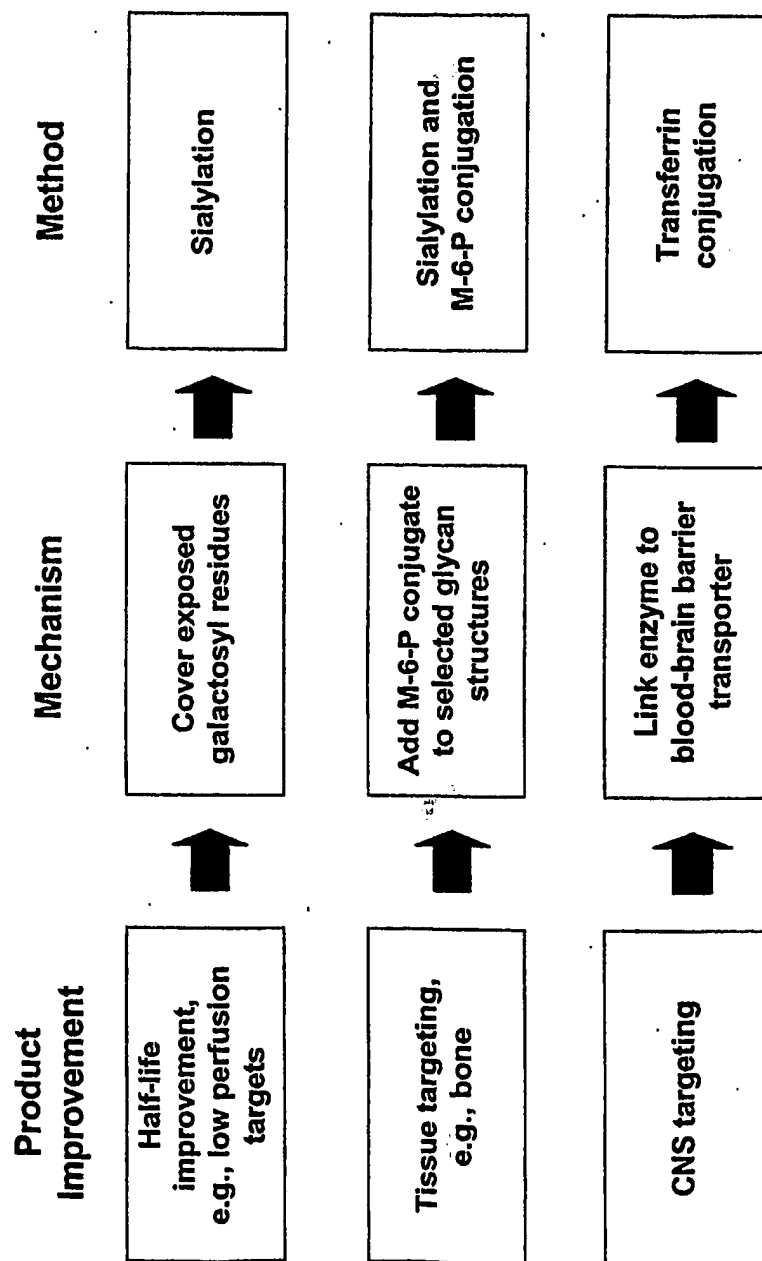 Product
Improvement
Mechanism
Method
Half-life
improvement,
e.g., low perfusion
targets
Cover exposed
galactosyl residues
Sialylation
Tissue targeting,
e.g., bone
Add M-6-P conjugate
to selected glycan
structures
Sialylation and
M-6-P conjugation
CNS targeting
Link enzyme to
blood-brain barrier
transporter
Transferrin
conjugation